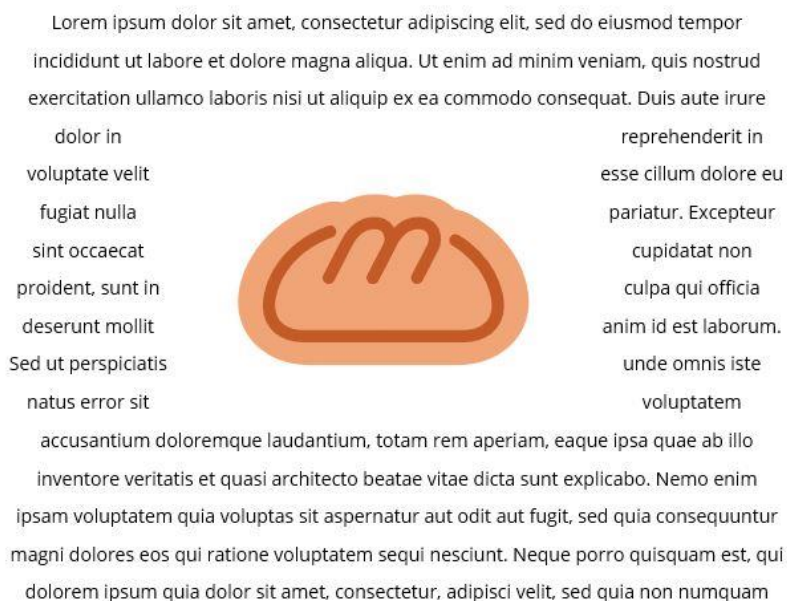 Lorem ipsum dolor sit amet, consectetur adipiscing elit, sed do eiusmod tempor
incididunt ut labore et dolore magna aliqua. Ut enim ad minim veniam, quis nostrud
exercitation ullamco laboris nisi ut aliquip ex ea commodo consequat. Duis aute irure
dolor in reprehenderit in
voluptate velit esse cillum dolore eu
fugiat nulla pariatur. Excepteur
sint occaecat cupidatat non
proident, sunt in culpa qui officia
deserunt mollit anim id est laborum.
Sed ut perspiciatis unde omnis iste
natus error sit voluptatem
accusantium doloremque laudantium, totam rem aperiam, eaque ipsa quae ab illo
inventore veritatis et quasi architecto beatae vitae dicta sunt explicabo. Nemo enim
ipsam voluptatem quia voluptas sit aspernatur aut odit aut fugit, sed quia consequuntur
magni dolores eos qui ratione voluptatem sequi nesciunt. Neque porro quisquam est, qui
dolorem ipsum quia dolor sit amet, consectetur, adipisci velit, sed quia non numquam